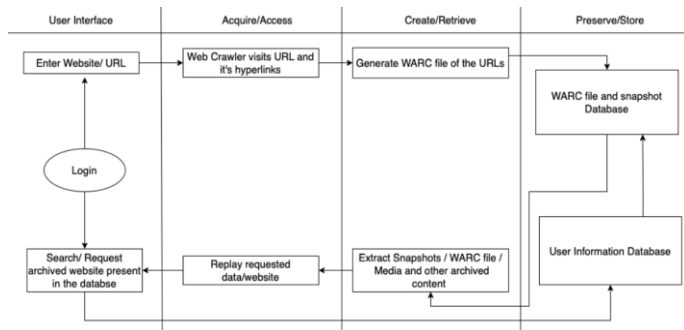 User Interface
Acquire/Access
Create/Retrieve
Preserve/Store
Enter Website/ URL
Web Crawler visits URL and
it's hyperlinks
Generate WARC file of the URLs
WARC file and snapshot
Database
Login
Search/ Request
archived website present
in the databse
Replay requested
data/website
Extract Snapshots / WARC file /
Media and other archived
content
User Information Database